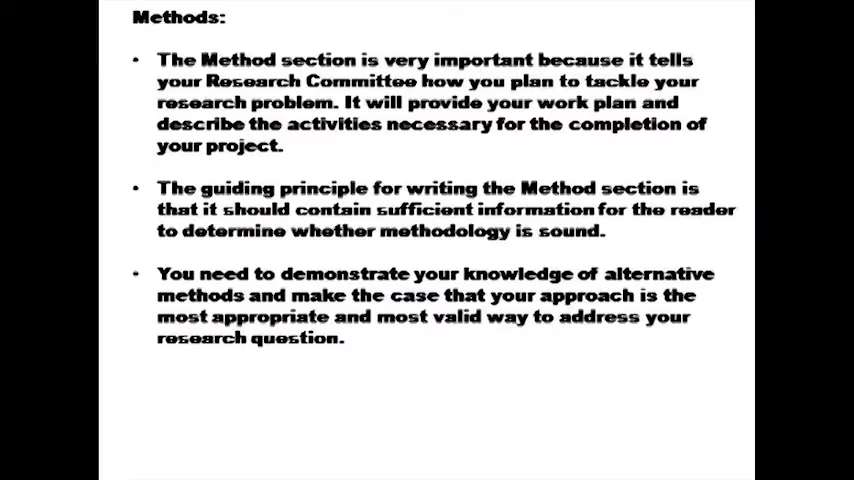 Methods:
• The Method section is very important because it tells
your Research Committee how you plan to tackle your
research problem. It will provide your work plan and
describe the activities necessary for the completion of
your project.
• The guiding principle for writing the Method section is
that it should contain sufficient information for the reader
to determine whether methodology is sound.
• You need to demonstrate your knowledge of alternative
methods and make the case that your approach is the
most appropriate and most valid way to address your
research question.